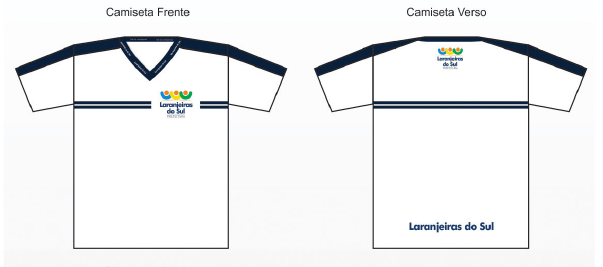 Camiseta Frente
Camiseta Verso
Laranjeiras
do Sul
Laranjeiras
do Sul
Laranjeiras do Sul